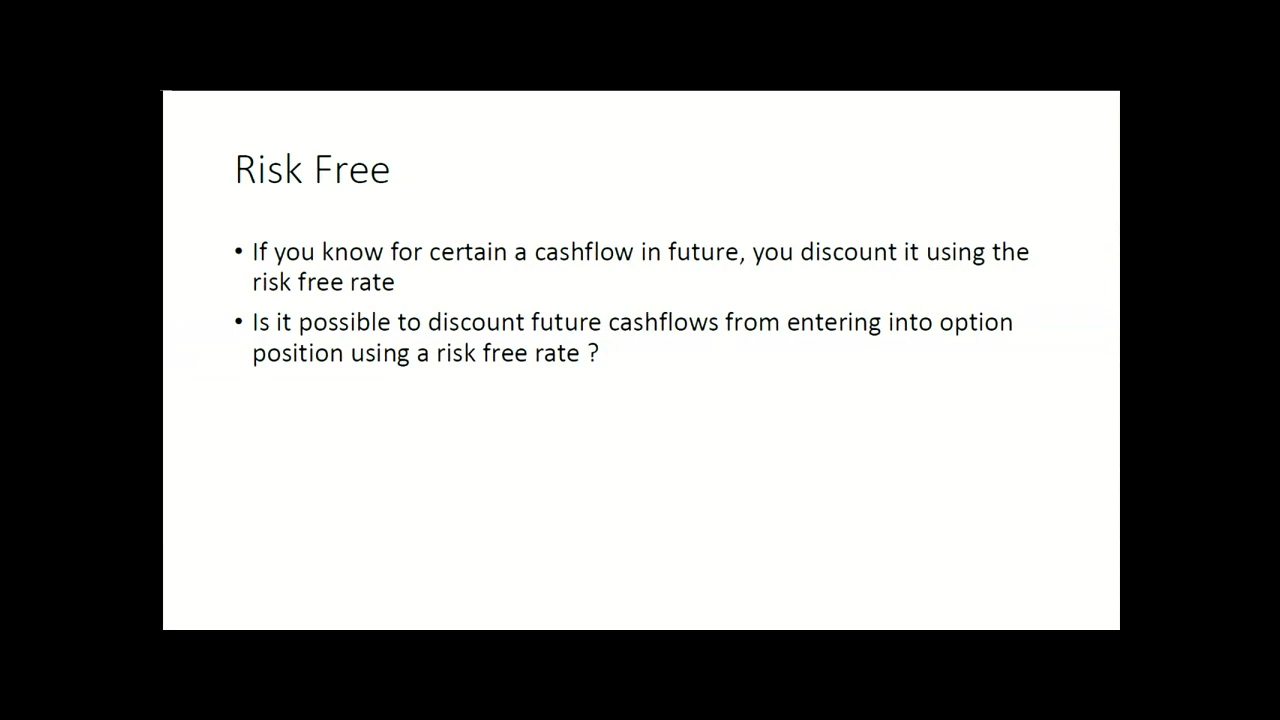 Risk Free
• If you know for certain a cashflow in future, you discount it using the
risk free rate
• Is it possible to discount future cashflows from entering into option
position using a risk free rate ?